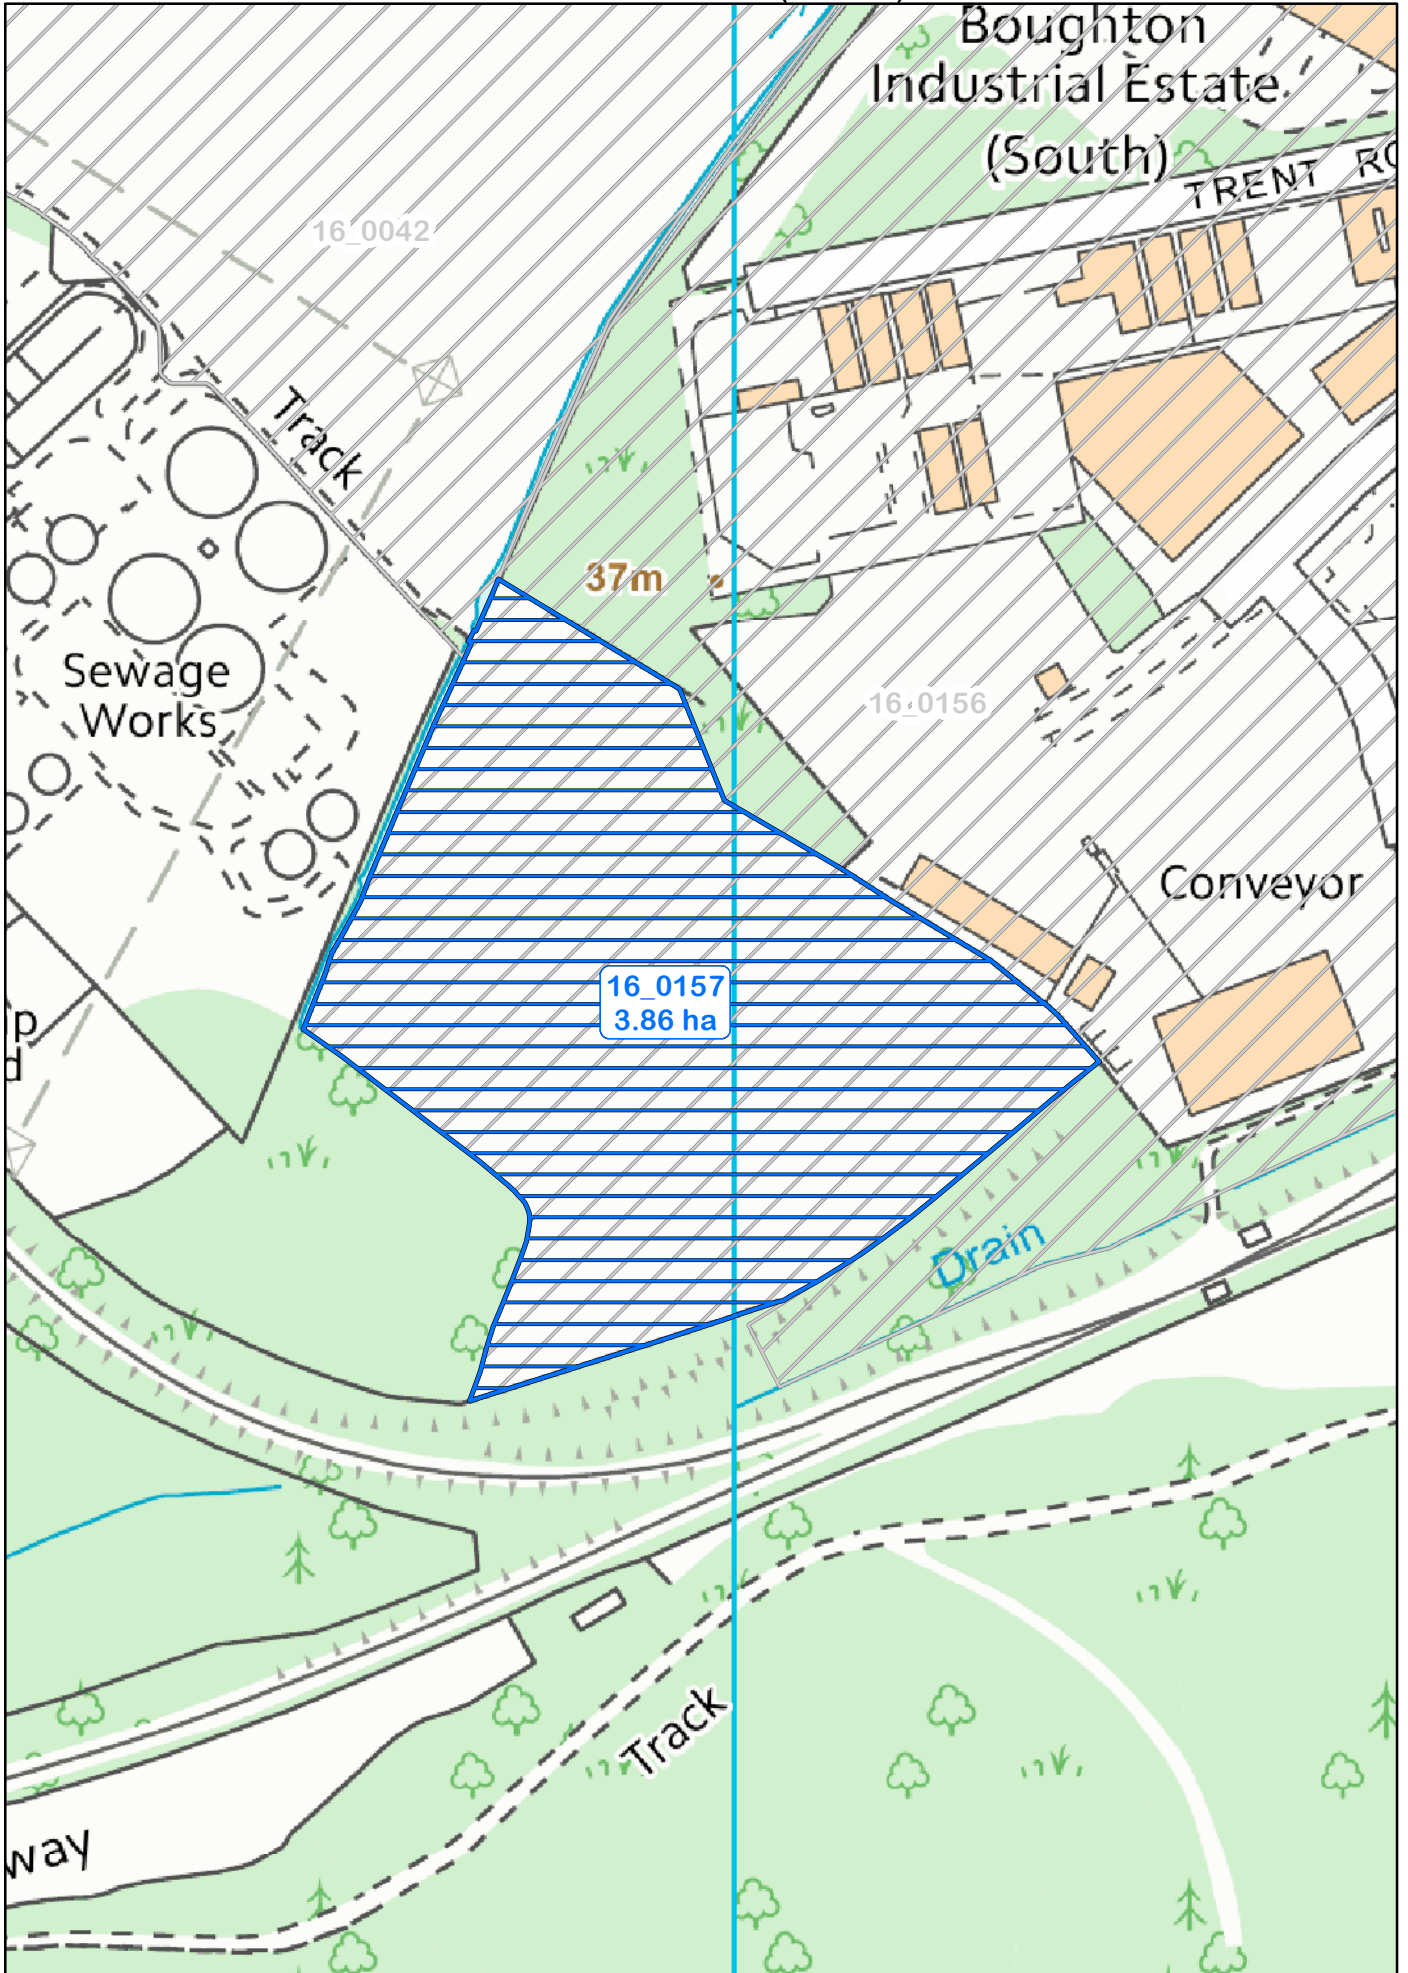 Boughton
Industrial Estate
(South)
TRENT RO
16_0042
Track
37m
Sewage
Works
16_0156
Conveyor
16_0157
3.86 ha
p
d
Drain
Track
way